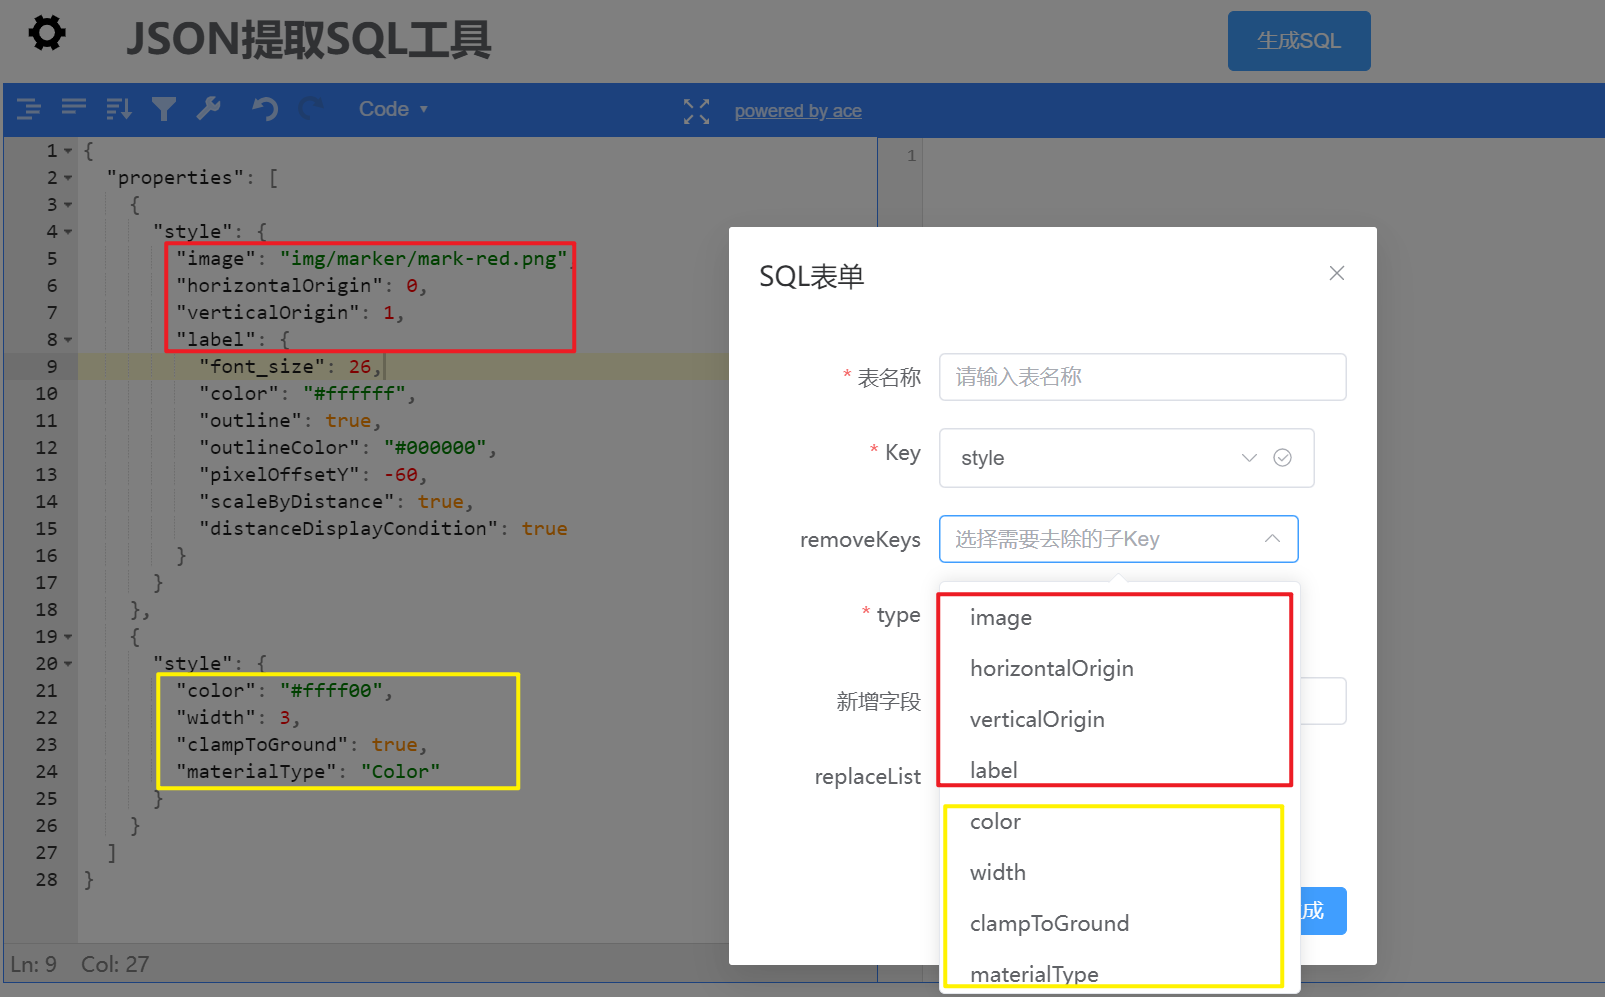 JSON提取SQL工具
生成SQL
Code
powered by ace
1 {
2 "properties": [
3 {
4 "style": {
5 "image": "img/marker/mark-red.png",
6 "horizontalOrigin": 0,
7 "verticalOrigin": 1,
8 "label": {
9 "font_size": 26,
10 "color": "#ffffff",
11 "outline": true,
12 "outlineColor": "#000000",
13 "pixelOffsetY": -60,
14 "scaleByDistance": true,
15 "distanceDisplayCondition": true
16 }
17 }
18 },
19 {
20 "style": {
21 "color": "#ffff00",
22 "width": 3,
23 "clampToGround": true,
24 "materialType": "Color"
25 }
26 }
27 ]
28 }
Ln: 9 Col: 27
1
SQL表单
* 表名称 请输入表名称
* Key style
removeKeys 选择需要去除的子Key
* type
新增字段
replaceList
image
horizontalOrigin
verticalOrigin
label
color
width
clampToGround
materialType
成